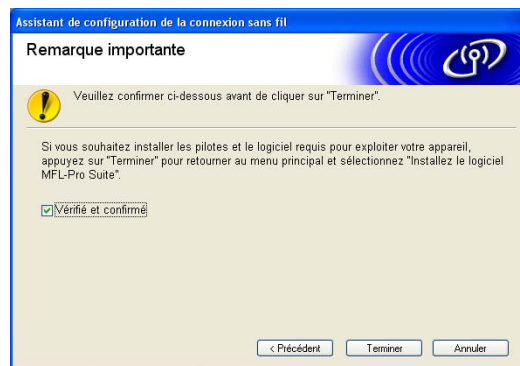 Assistant de configuration de la connexion sans fil
Remarque importante
Veuillez confirmer ci-dessous avant de cliquer sur "Terminer".
Si vous souhaitez installer les pilotes et le logiciel requis pour exploiter votre appareil,
appuyez sur "Terminer" pour retourner au menu principal et sélectionnez "Installez le logiciel
MFL-Pro Suite".
Vérifié et confirmé
< Précédent
Terminer
Annuler